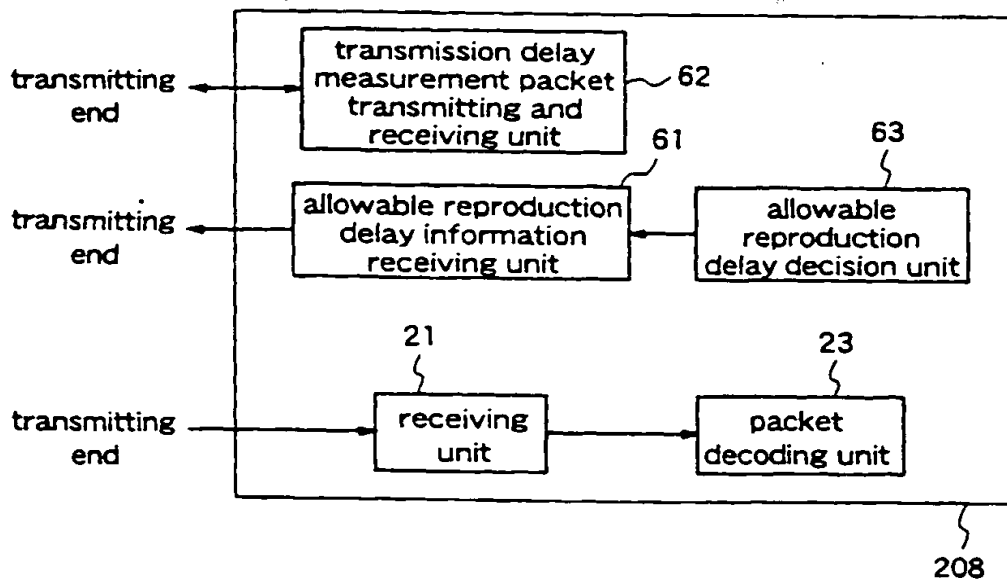 transmission delay
measurement packet
transmitting and
receiving unit
62
transmitting
end
61
63
allowable reproduction
delay information
receiving unit
allowable
reproduction
delay decision unit
transmitting
end
21
23
receiving
unit
packet
decoding unit
transmitting
end
208